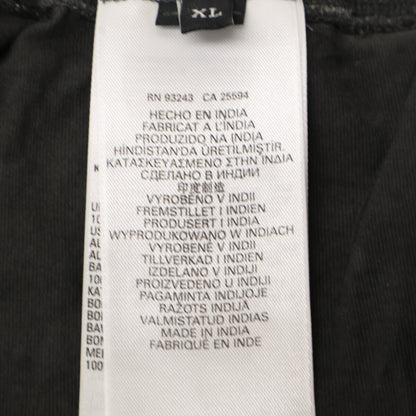 XL
RN 93243 CA 25594
HECHO EN INDIA
FABRICAT A L'ÍNDIA
PRODUZIDO NA INDIA
HİNDİSTAN'DA ÜRETİLMİŞTİR.
ΚΑΤΑΣΚΕΥΑΣΜΕΝΟ ΣΤΗΝ ΙΝΔΙΑ
СДЕЛАНО В ИНДИИ
印度制造
VYROBENO V INDII
FREMSTILLET I INDIEN
PRODUSERT I INDIA
WYPRODUKOWANO W INDIACH
VYROBENÉ V INDII
TILLVERKAD I INDIEN
IZDELANO V INDIJI
PROIZVEDENO U INDIJI
PAGAMINTA INDIJOJE
RAŽOTS INDIJĀ
VALMISTATUD INDIAS
MADE IN INDIA
FABRIQUÉ EN INDE